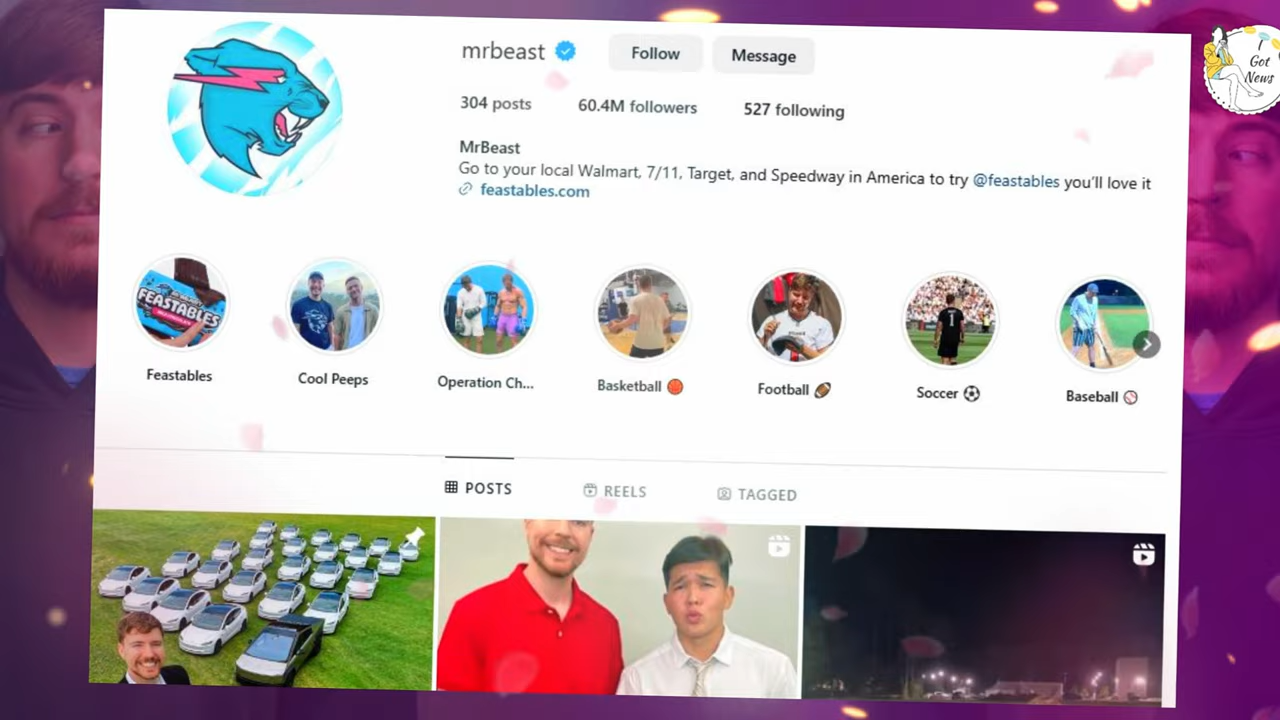 mrbeast Follow Message
304 posts 60.4M followers 527 following
MrBeast
Go to your local Walmart, 7/11, Target, and Speedway in America to try @feastables you'll love it
feastables.com
FEASTABLES
Feastables Cool Peeps Operation Ch... Basketball 🏀 Football 🏈 Soccer ⚽ Baseball ⚾
POSTS REELS TAGGED
I
Got
News